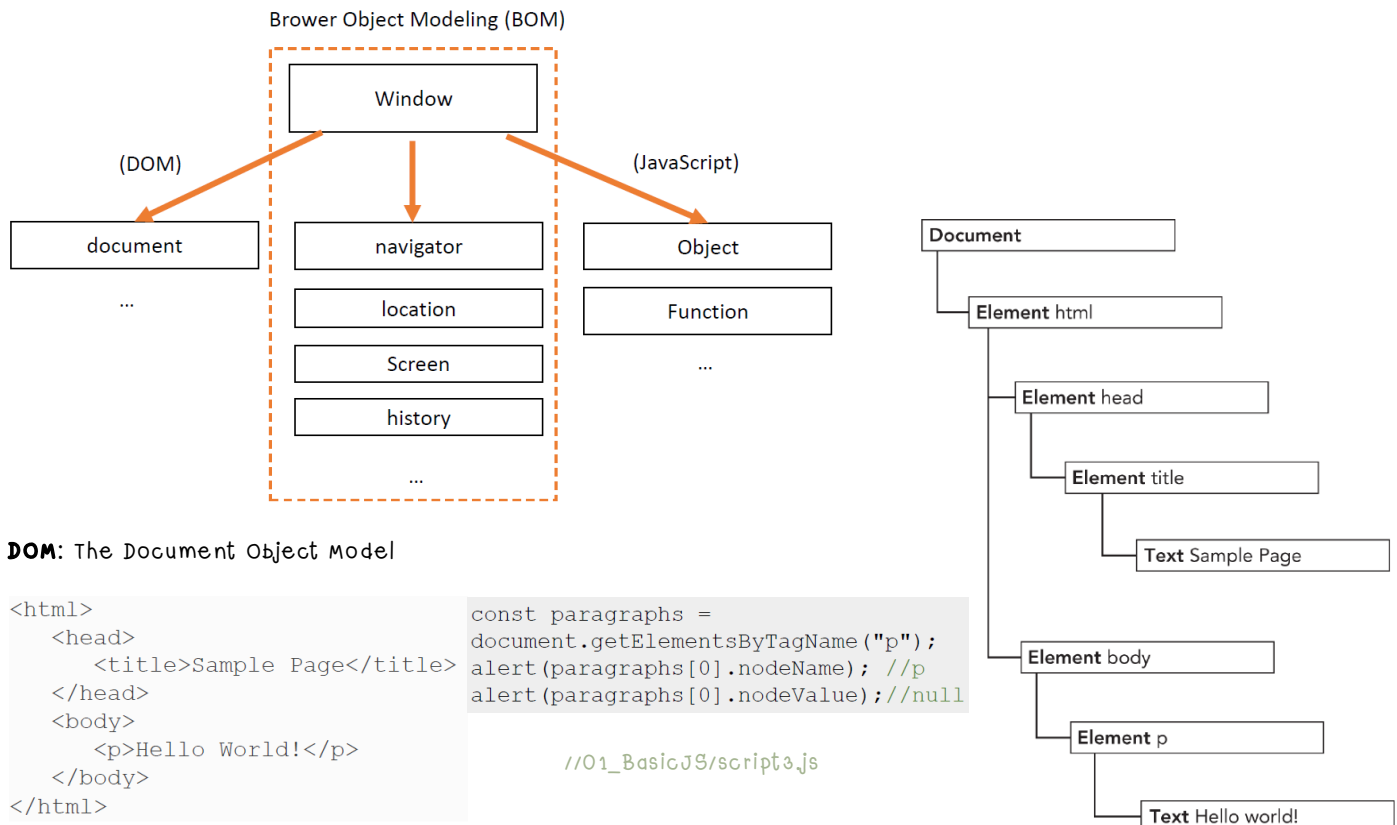 Brower Object Modeling (BOM)
Window
(DOM)
(JavaScript)
document
...
navigator
location
Screen
history
...
Object
Function
...
Document
Element html
Element head
Element title
Text Sample Page
Element body
Element p
Text Hello world!
DOM: The Document Object Model
<html>
<head>
<title>Sample Page</title>
</head>
<body>
<p>Hello World!</p>
</body>
</html>
const paragraphs =
document.getElementsByTagName("p");
alert(paragraphs[0].nodeName); //p
alert(paragraphs[0].nodeValue);//null
//01_BasicJS/script3.js